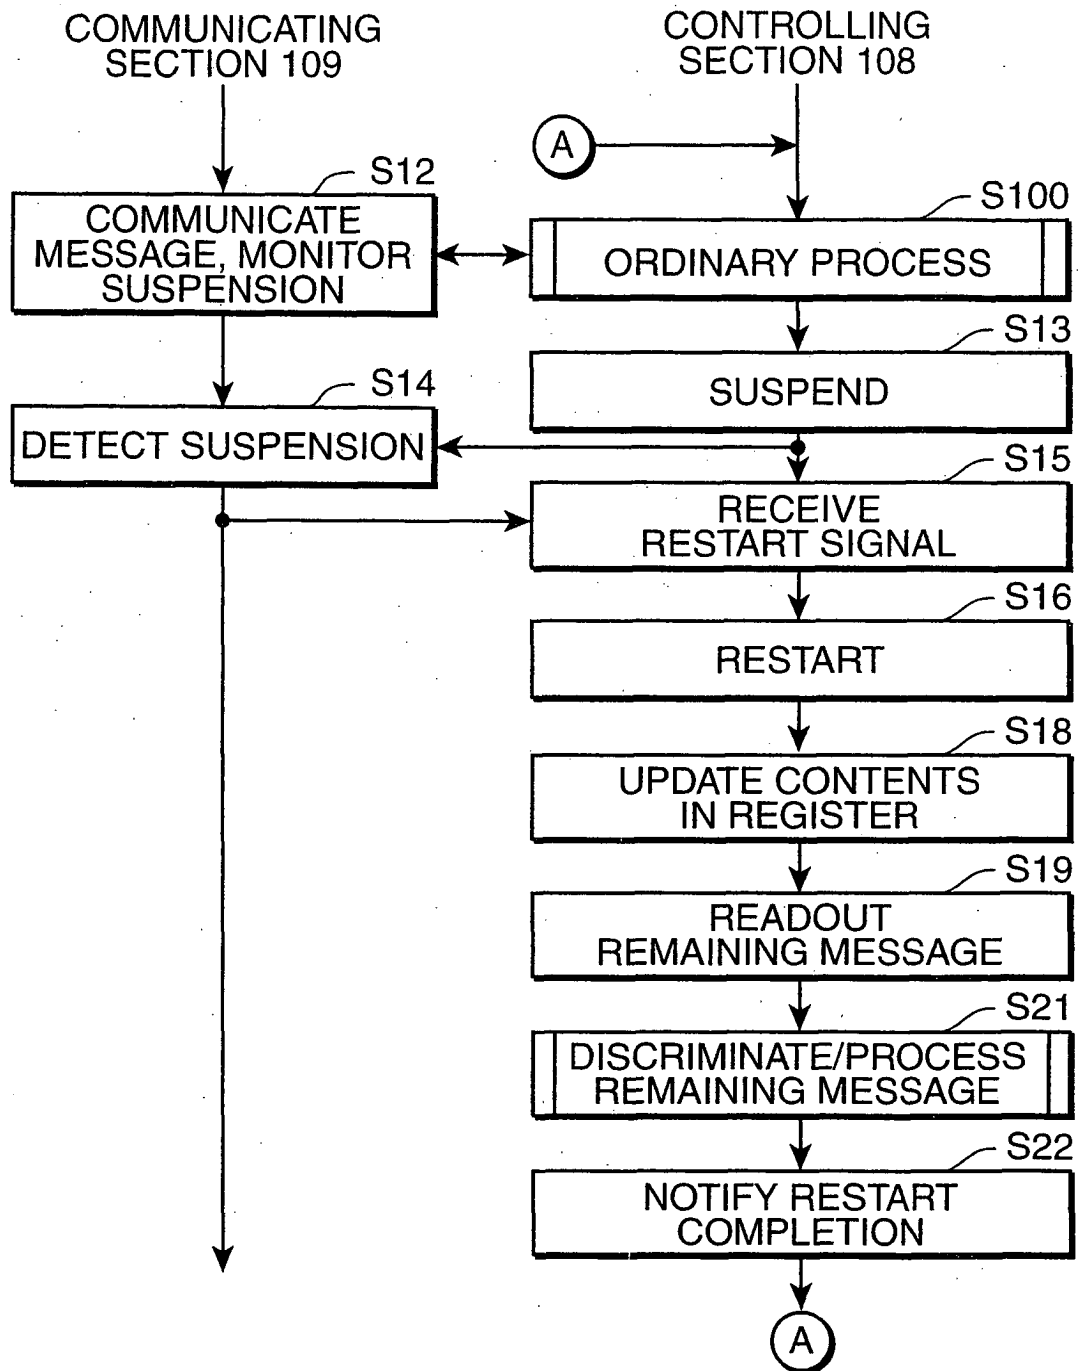 COMMUNICATING
SECTION 109
CONTROLLING
SECTION 108
A
S12
COMMUNICATE
MESSAGE, MONITOR
SUSPENSION
S100
ORDINARY PROCESS
S13
SUSPEND
S14
DETECT SUSPENSION
S15
RECEIVE
RESTART SIGNAL
S16
RESTART
S18
UPDATE CONTENTS
IN REGISTER
S19
READOUT
REMAINING MESSAGE
S21
DISCRIMINATE/PROCESS
REMAINING MESSAGE
S22
NOTIFY RESTART
COMPLETION
A